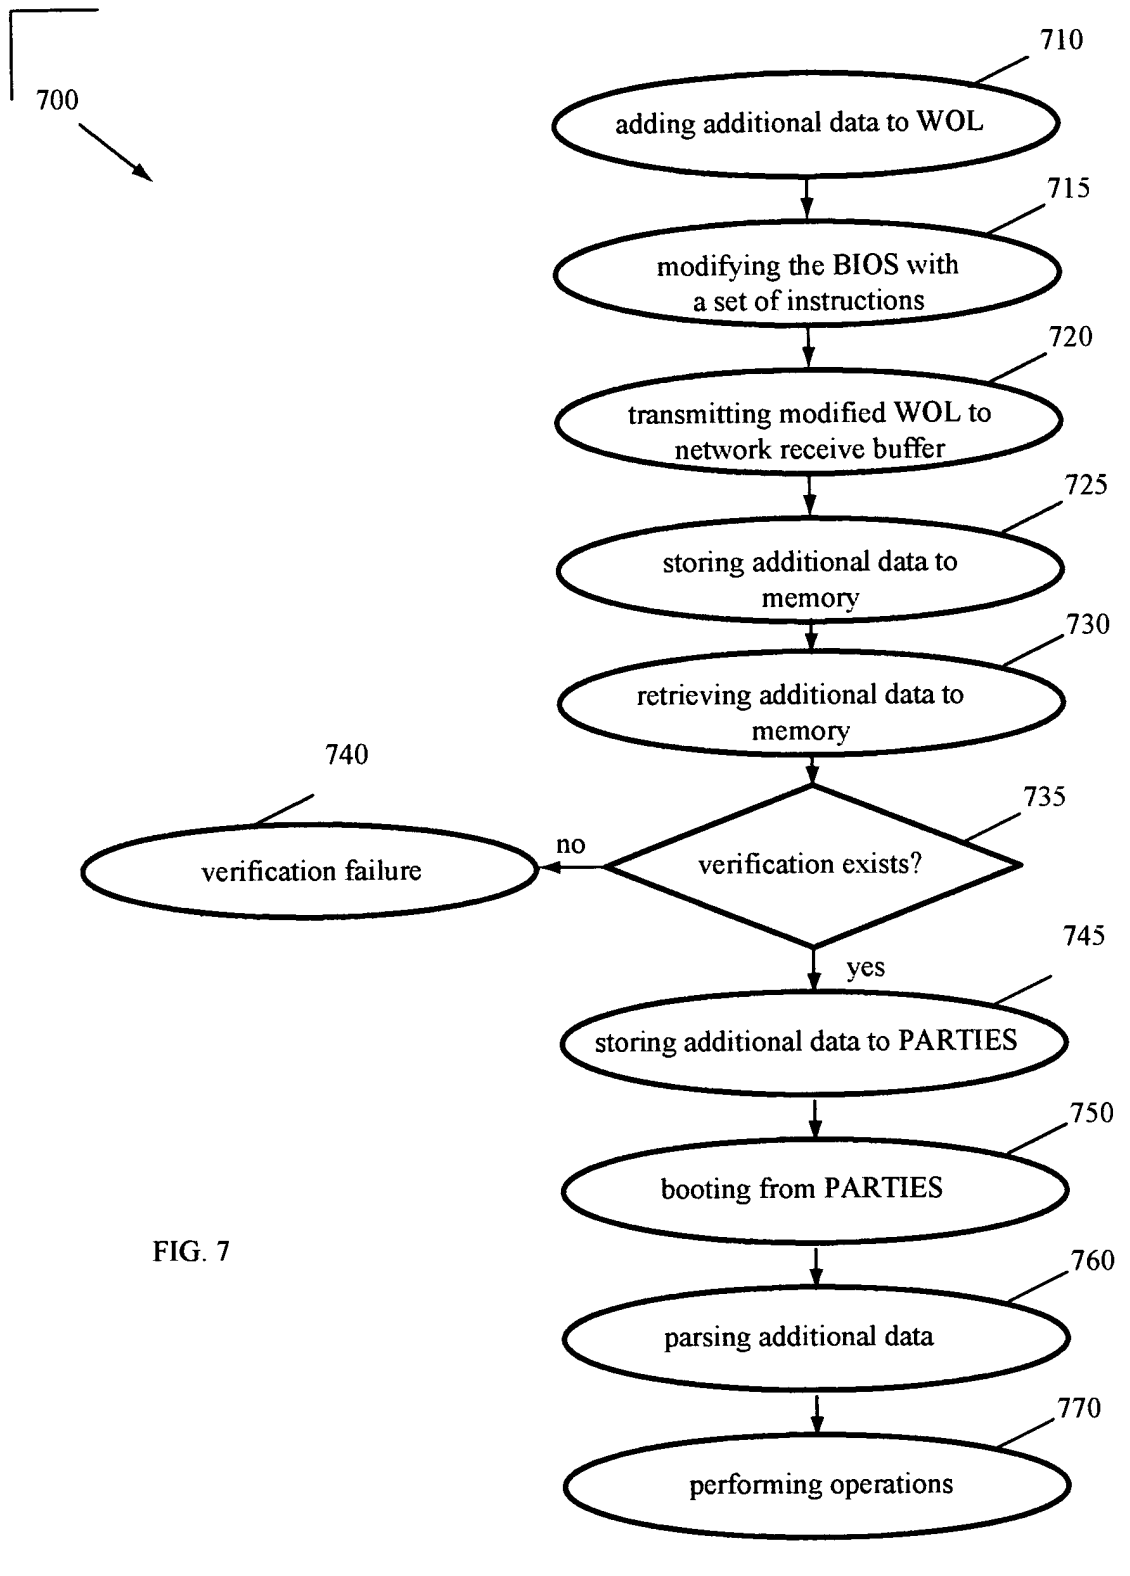 710
700
adding additional data to WOL
715
modifying the BIOS with
a set of instructions
720
transmitting modified WOL to
network receive buffer
725
storing additional data to
memory
730
retrieving additional data to
memory
740
735
no
verification exists?
verification failure
745
yes
storing additional data to PARTIES
750
booting from PARTIES
FIG. 7
760
parsing additional data
770
performing operations